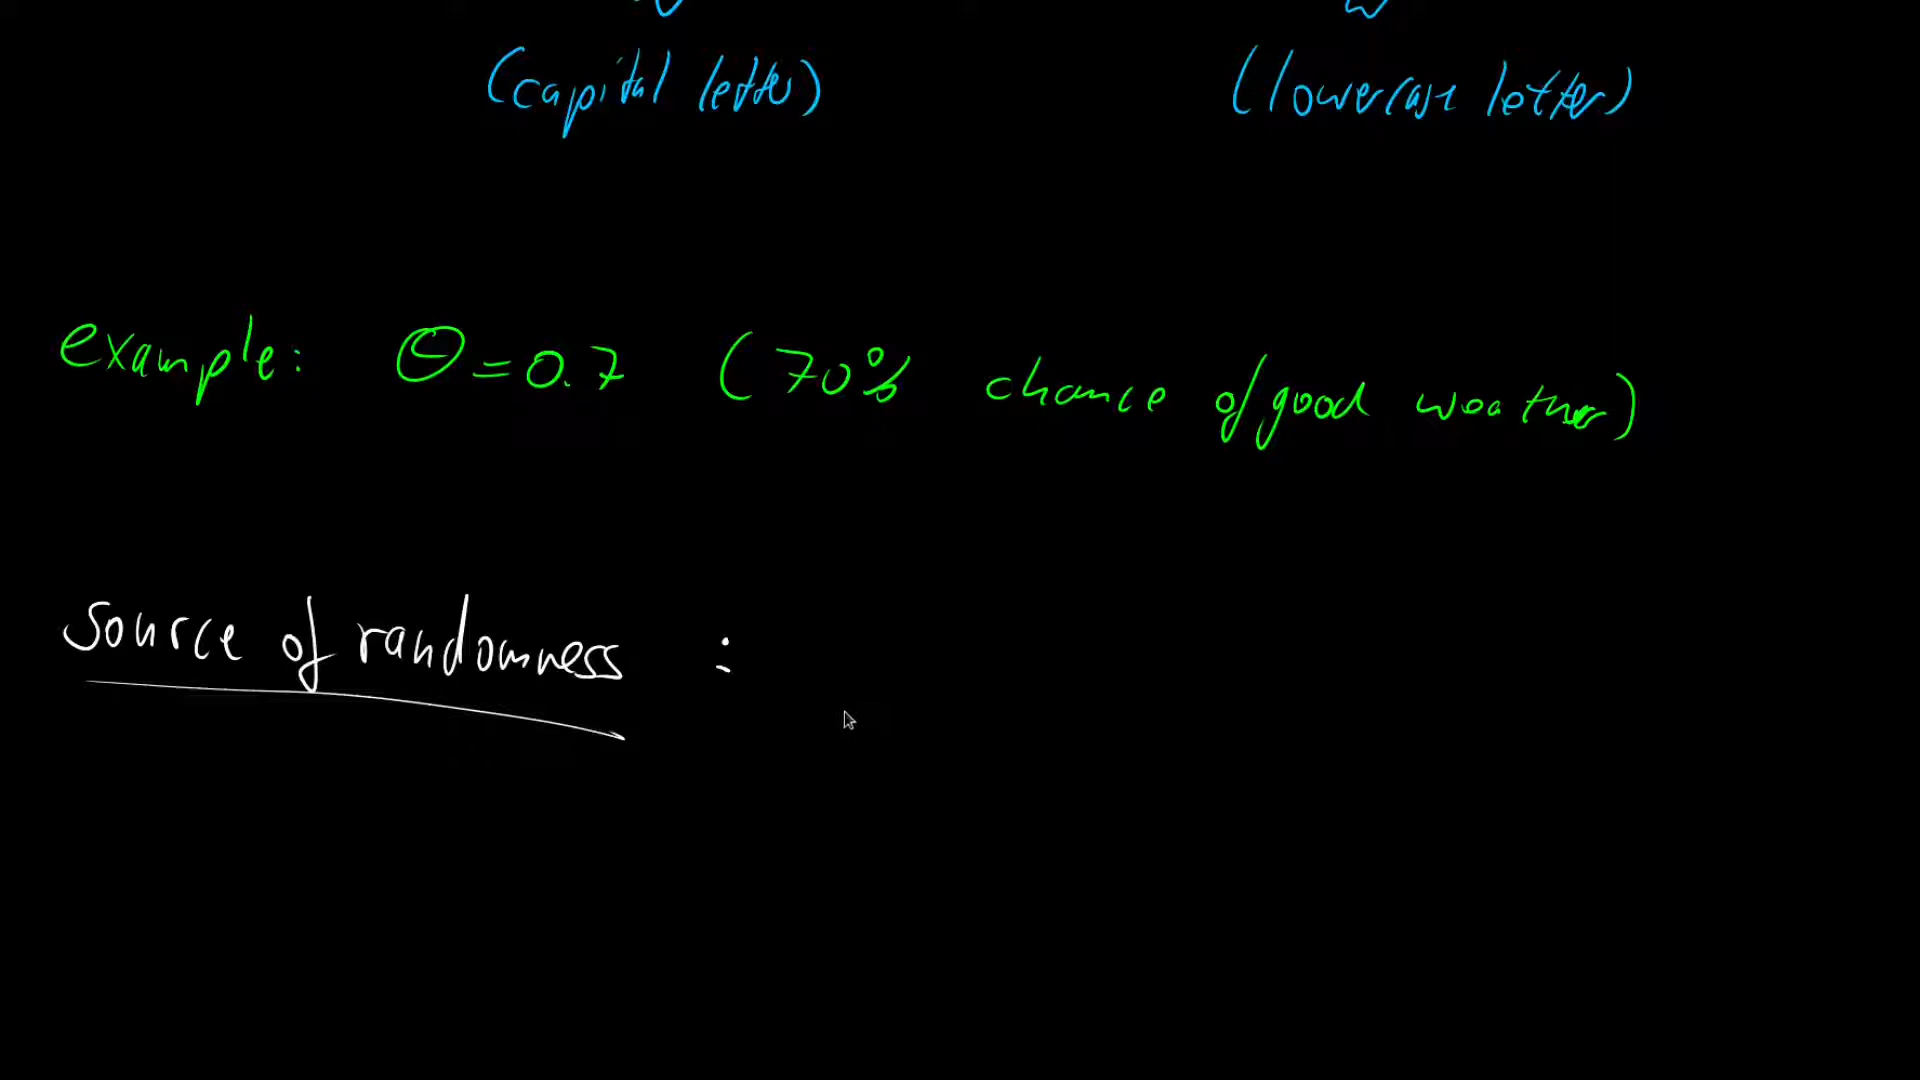 (capital letter) (lowercase letter)
example: Θ = 0.7 (70% chance of good weather)
source of randomness :